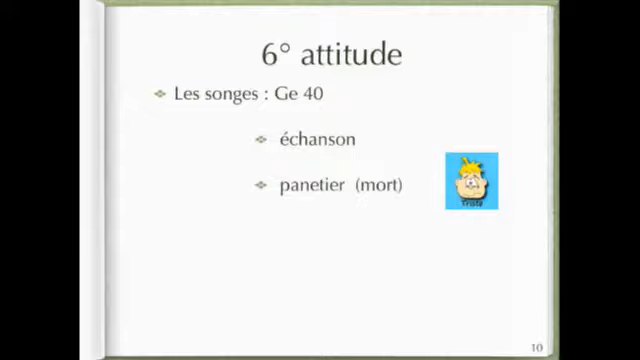 6° attitude
Les songes : Ge 40
échanson
panetier (mort)
Triste
10